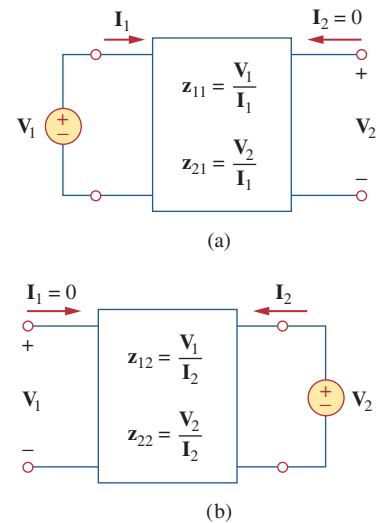 I₁ I₂ = 0
z₁₁ = V₁/I₁
+
V₁ + − V₂
z₂₁ = V₂/I₁
−
(a)
I₁ = 0 I₂
+
z₁₂ = V₁/I₂
V₁ + − V₂
z₂₂ = V₂/I₂
−
(b)